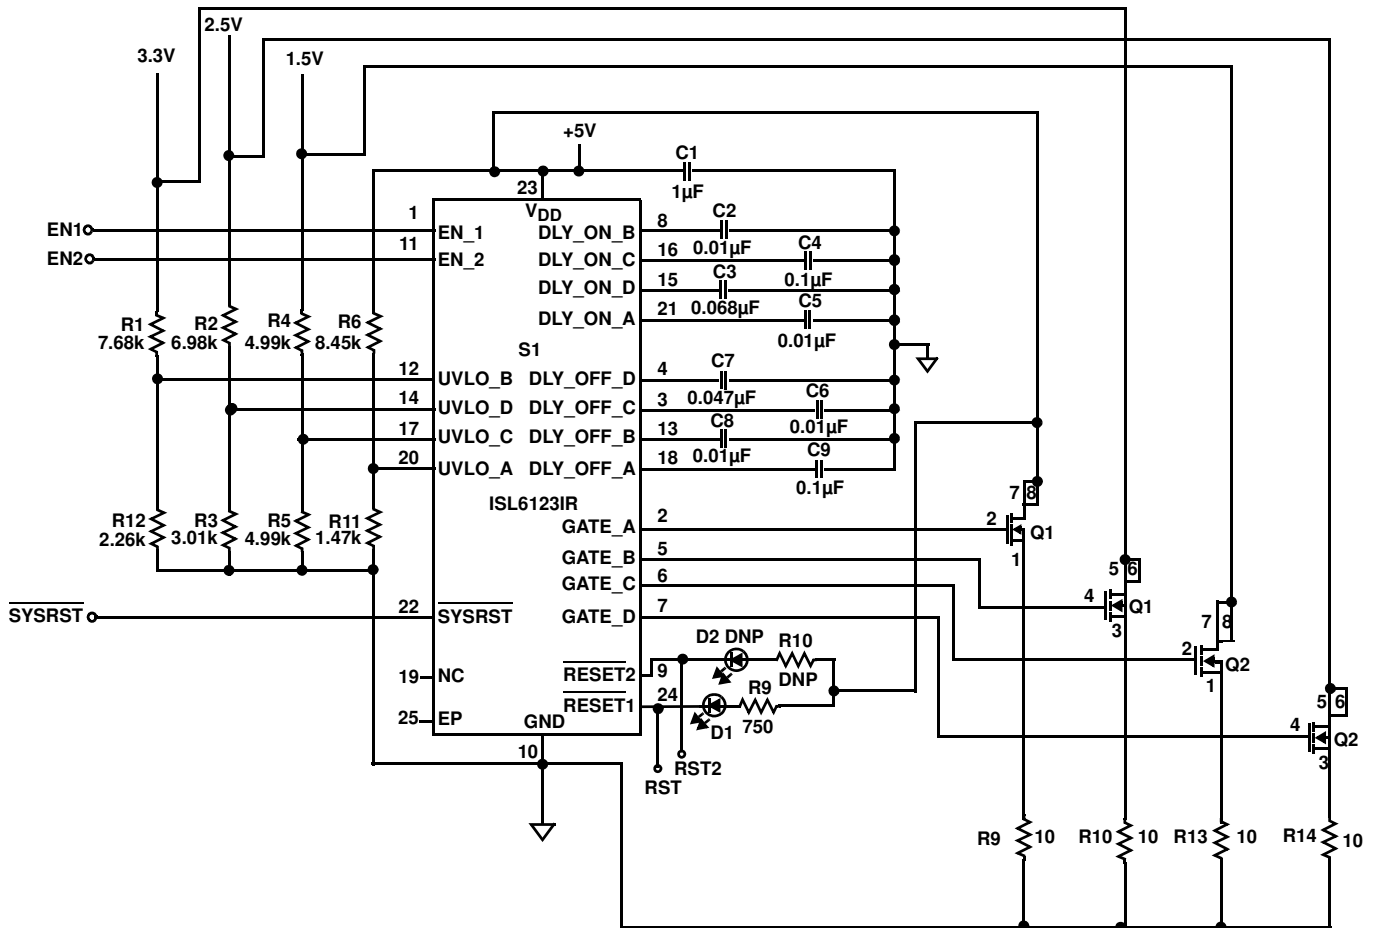 2.5V
3.3V
1.5V
+5V
C1
1µF
23
VDD
1
EN1
EN_1
11
EN2
EN_2
DLY_ON_B
8
C2
0.01µF
DLY_ON_C
16
C4
0.1µF
DLY_ON_D
15
C3
0.068µF
DLY_ON_A
21
C5
0.01µF
R1
7.68k
R2
6.98k
R4
4.99k
R6
8.45k
S1
12
UVLO_B
DLY_OFF_D
4
C7
0.047µF
14
UVLO_D
DLY_OFF_C
3
C6
0.01µF
17
UVLO_C
DLY_OFF_B
13
C8
0.01µF
20
UVLO_A
DLY_OFF_A
18
C9
0.1µF
ISL6123IR
R12
2.26k
R3
3.01k
R5
4.99k
R11
1.47k
GATE_A
2
GATE_B
5
GATE_C
6
GATE_D
7
7
8
2
Q1
1
5
6
4
Q1
3
7
8
2
Q2
1
5
6
4
Q2
3
SYSRST
22
SYSRST
D2 DNP
R10
DNP
RESET2
9
RESET1
24
R9
750
D1
19
NC
25
EP
GND
10
RST2
RST
R9
10
R10
10
R13
10
R14
10